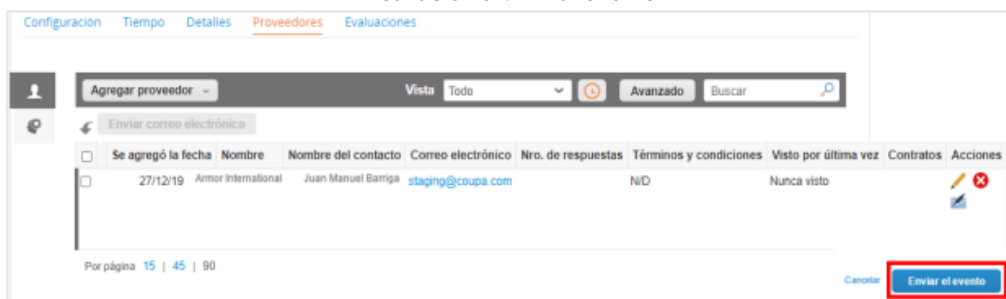 Configuración Tiempo Detalles Proveedores Evaluaciones
Agregar proveedor Vista Todo Avanzado Buscar
Enviar correo electrónico
Se agregó la fecha Nombre Nombre del contacto Correo electrónico Nro. de respuestas Términos y condiciones Visto por última vez Contratos Acciones
27/12/19 Armor International Juan Manuel Barriga staging@coupa.com N/D Nunca visto
Por página 15 | 45 | 90
Cancelar Enviar el evento